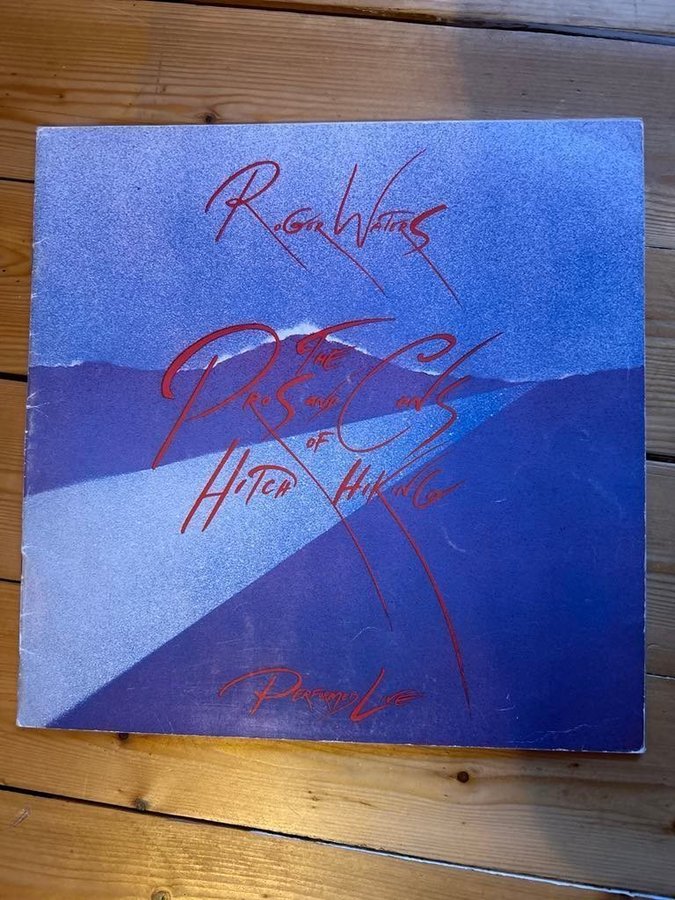 Roger Waters
The
Pros and Cons
of
Hitch Hiking
Performed Live